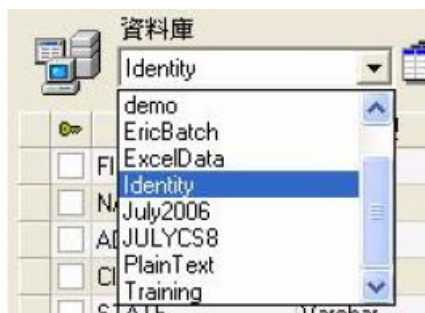 資料庫
Identity
demo
EricBatch
ExcelData
Identity
July2006
JULYCS8
PlainText
Training